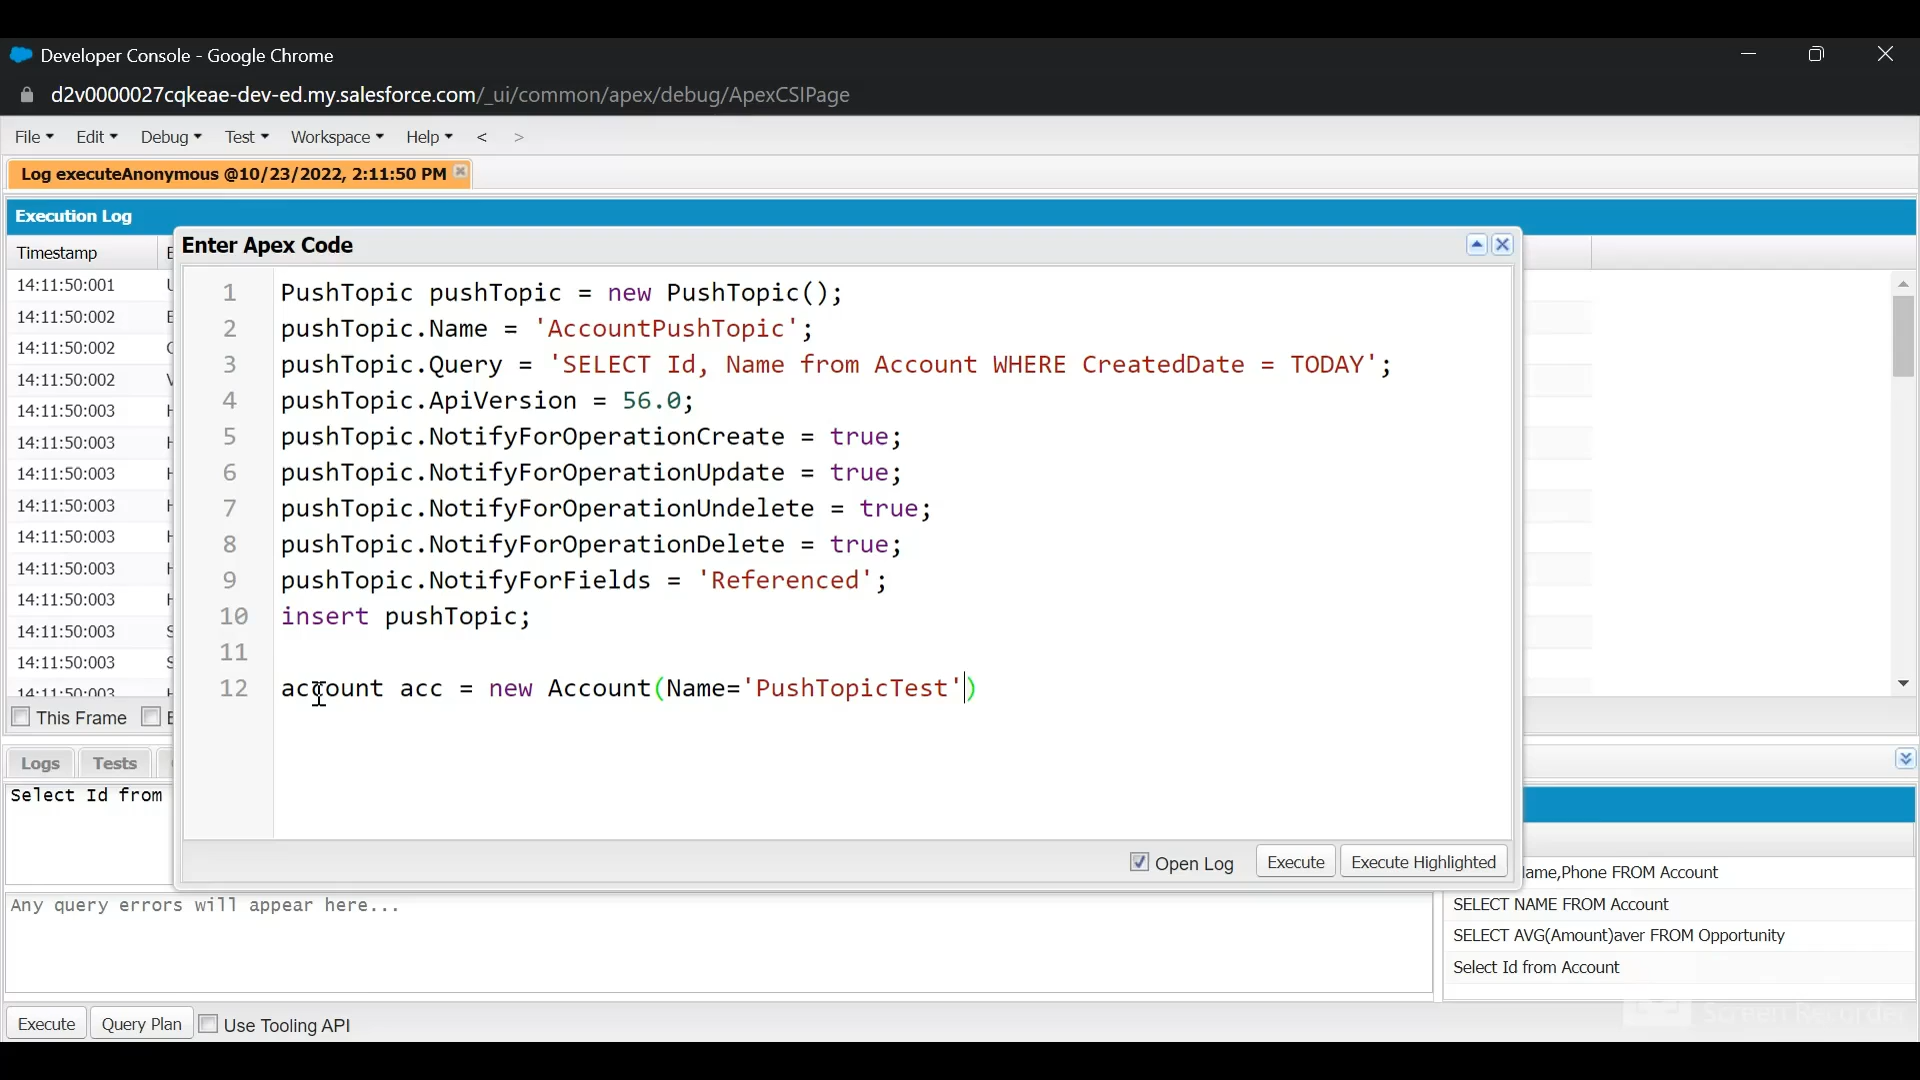 Developer Console - Google Chrome
d2v0000027cqkeae-dev-ed.my.salesforce.com/_ui/common/apex/debug/ApexCSIPage
File Edit Debug Test Workspace Help < >
Log executeAnonymous @10/23/2022, 2:11:50 PM
Execution Log
Timestamp
14:11:50:001
14:11:50:002
14:11:50:002
14:11:50:002
14:11:50:003
14:11:50:003
14:11:50:003
14:11:50:003
14:11:50:003
14:11:50:003
14:11:50:003
14:11:50:003
14:11:50:003
14:11:50:003
This Frame
Enter Apex Code
1 PushTopic pushTopic = new PushTopic();
2 pushTopic.Name = 'AccountPushTopic';
3 pushTopic.Query = 'SELECT Id, Name from Account WHERE CreatedDate = TODAY';
4 pushTopic.ApiVersion = 56.0;
5 pushTopic.NotifyForOperationCreate = true;
6 pushTopic.NotifyForOperationUpdate = true;
7 pushTopic.NotifyForOperationUndelete = true;
8 pushTopic.NotifyForOperationDelete = true;
9 pushTopic.NotifyForFields = 'Referenced';
10 insert pushTopic;
11
12 account acc = new Account(Name='PushTopicTest')
Open Log Execute Execute Highlighted
Logs Tests
Select Id from
Any query errors will appear here...
ame,Phone FROM Account
SELECT NAME FROM Account
SELECT AVG(Amount)aver FROM Opportunity
Select Id from Account
Execute Query Plan Use Tooling API
Screen Recorder